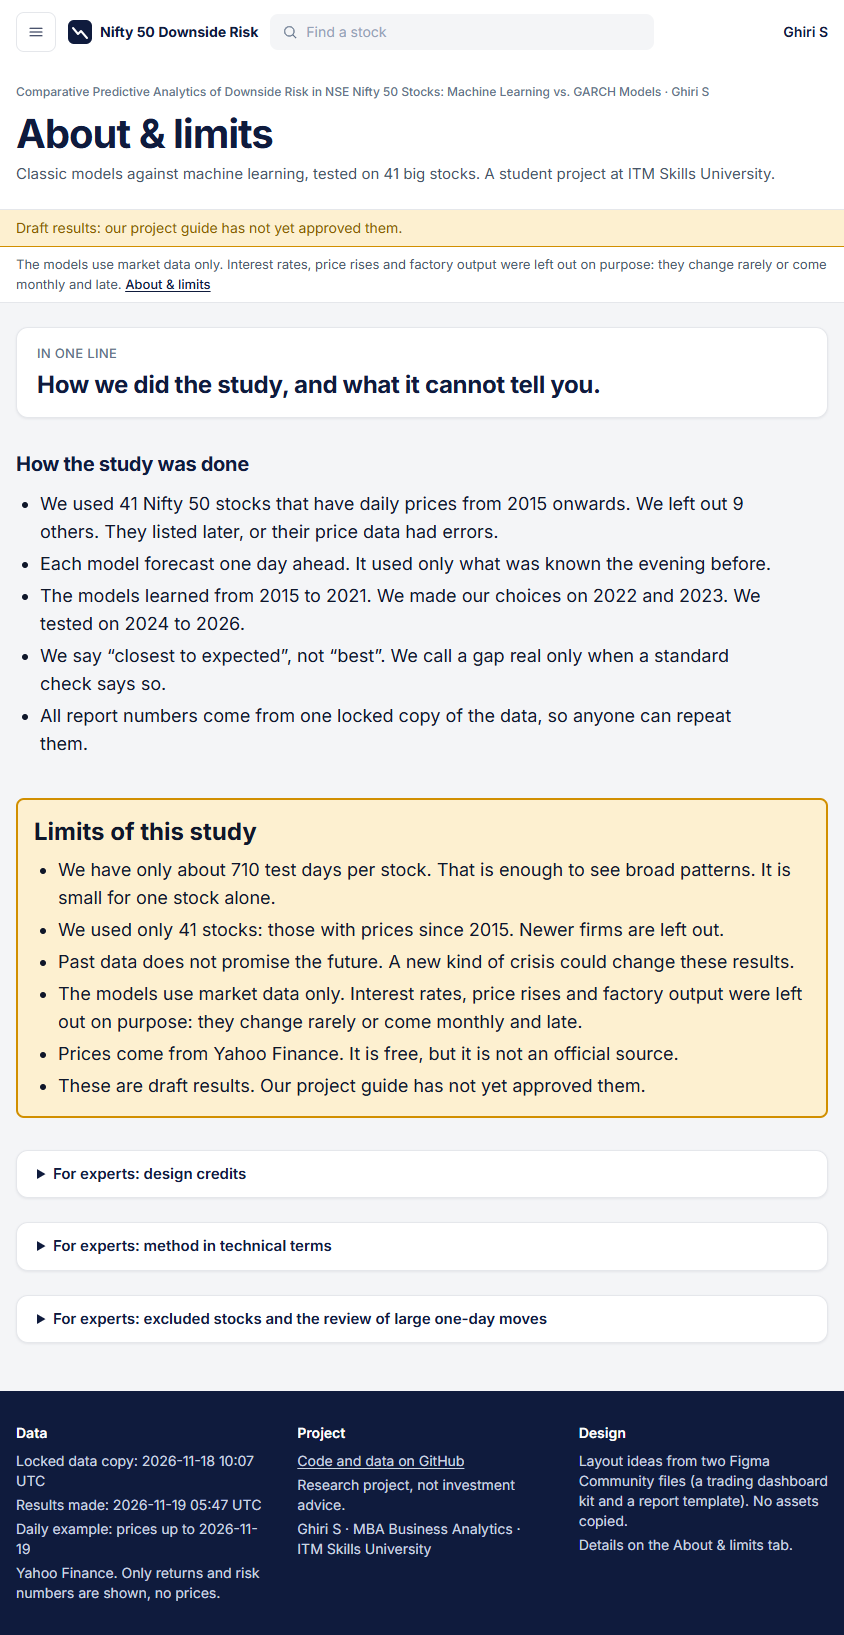 Nifty 50 Downside Risk
Find a stock
Ghiri S
Comparative Predictive Analytics of Downside Risk in NSE Nifty 50 Stocks: Machine Learning vs. GARCH Models · Ghiri S
About & limits
Classic models against machine learning, tested on 41 big stocks. A student project at ITM Skills University.
Draft results: our project guide has not yet approved them.
The models use market data only. Interest rates, price rises and factory output were left out on purpose: they change rarely or come
monthly and late. About & limits
IN ONE LINE
How we did the study, and what it cannot tell you.
How the study was done
• We used 41 Nifty 50 stocks that have daily prices from 2015 onwards. We left out 9
others. They listed later, or their price data had errors.
• Each model forecast one day ahead. It used only what was known the evening before.
• The models learned from 2015 to 2021. We made our choices on 2022 and 2023. We
tested on 2024 to 2026.
• We say “closest to expected”, not “best”. We call a gap real only when a standard
check says so.
• All report numbers come from one locked copy of the data, so anyone can repeat
them.
Limits of this study
• We have only about 710 test days per stock. That is enough to see broad patterns. It is
small for one stock alone.
• We used only 41 stocks: those with prices since 2015. Newer firms are left out.
• Past data does not promise the future. A new kind of crisis could change these results.
• The models use market data only. Interest rates, price rises and factory output were left
out on purpose: they change rarely or come monthly and late.
• Prices come from Yahoo Finance. It is free, but it is not an official source.
• These are draft results. Our project guide has not yet approved them.
▶ For experts: design credits
▶ For experts: method in technical terms
▶ For experts: excluded stocks and the review of large one-day moves
Data
Locked data copy: 2026-11-18 10:07
UTC
Results made: 2026-11-19 05:47 UTC
Daily example: prices up to 2026-11-
19
Yahoo Finance. Only returns and risk
numbers are shown, no prices.
Project
Code and data on GitHub
Research project, not investment
advice.
Ghiri S · MBA Business Analytics ·
ITM Skills University
Design
Layout ideas from two Figma
Community files (a trading dashboard
kit and a report template). No assets
copied.
Details on the About & limits tab.